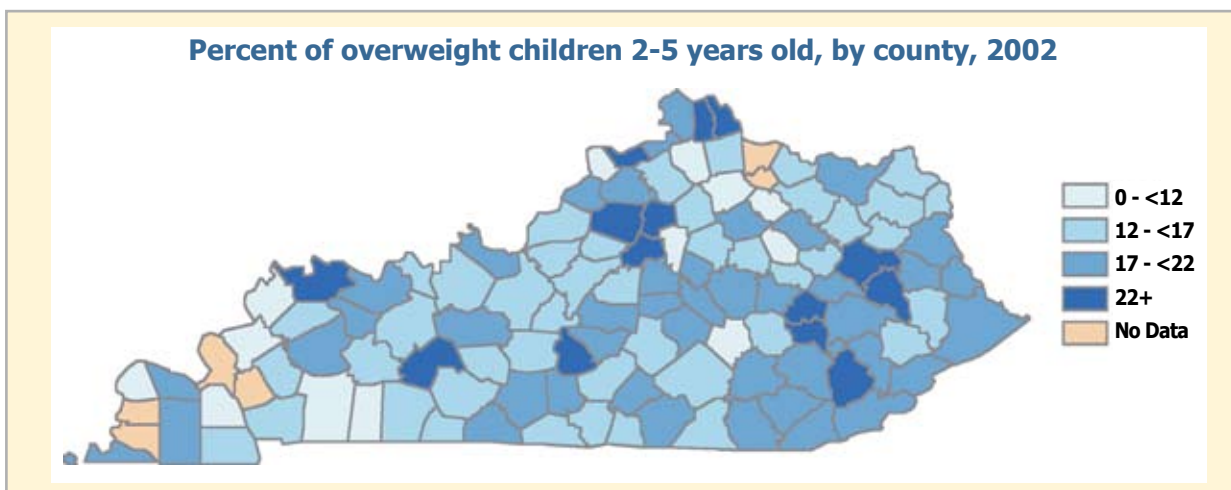 Percent of overweight children 2-5 years old, by county, 2002
0 - <12
12 - <17
17 - <22
22+
No Data